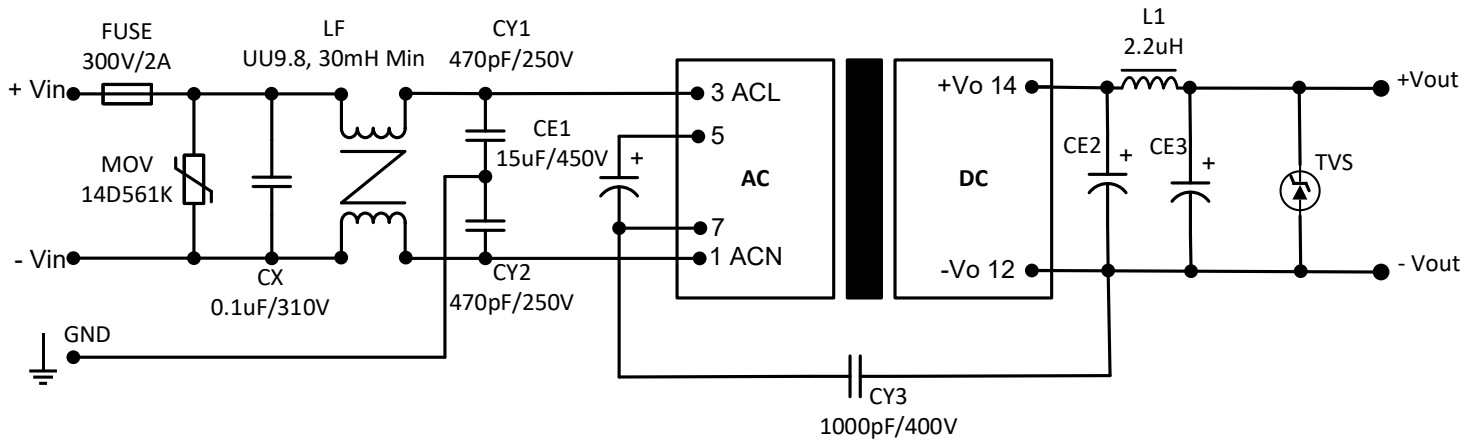 FUSE
300V/2A
LF
UU9.8, 30mH Min
CY1
470pF/250V
L1
2.2uH
+ Vin
3 ACL
+Vo 14
+Vout
5
CE1
15uF/450V
+
MOV
14D561K
AC
DC
CE2
+
CE3
+
TVS
7
- Vin
1 ACN
-Vo 12
- Vout
CX
0.1uF/310V
CY2
470pF/250V
GND
CY3
1000pF/400V